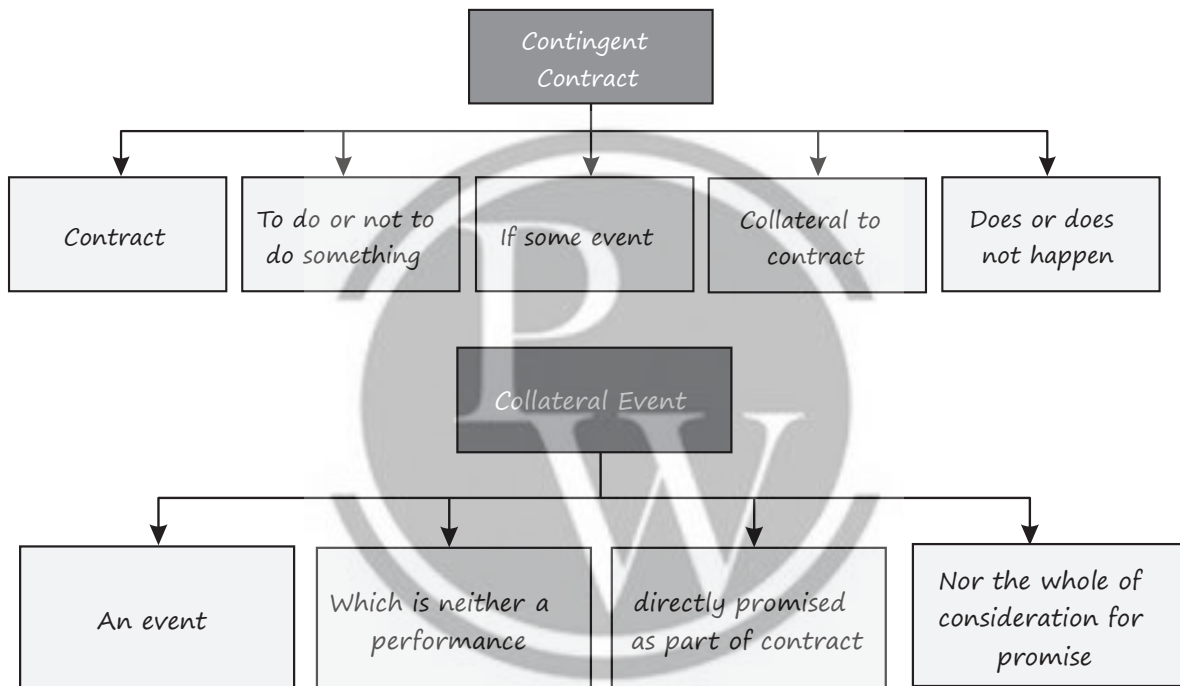 Contingent
Contract
Contract
To do or not to
do something
If some event
Collateral to
contract
Does or does
not happen
PW
Collateral Event
An event
Which is neither a
performance
directly promised
as part of contract
Nor the whole of
consideration for
promise